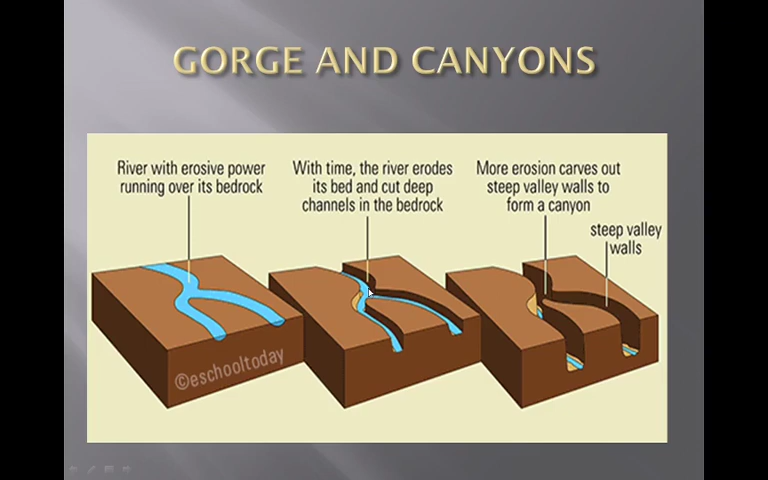 GORGE AND CANYONS
River with erosive power
running over its bedrock
With time, the river erodes
its bed and cut deep
channels in the bedrock
More erosion carves out
steep valley walls to
form a canyon
steep valley
walls
©eschooltoday